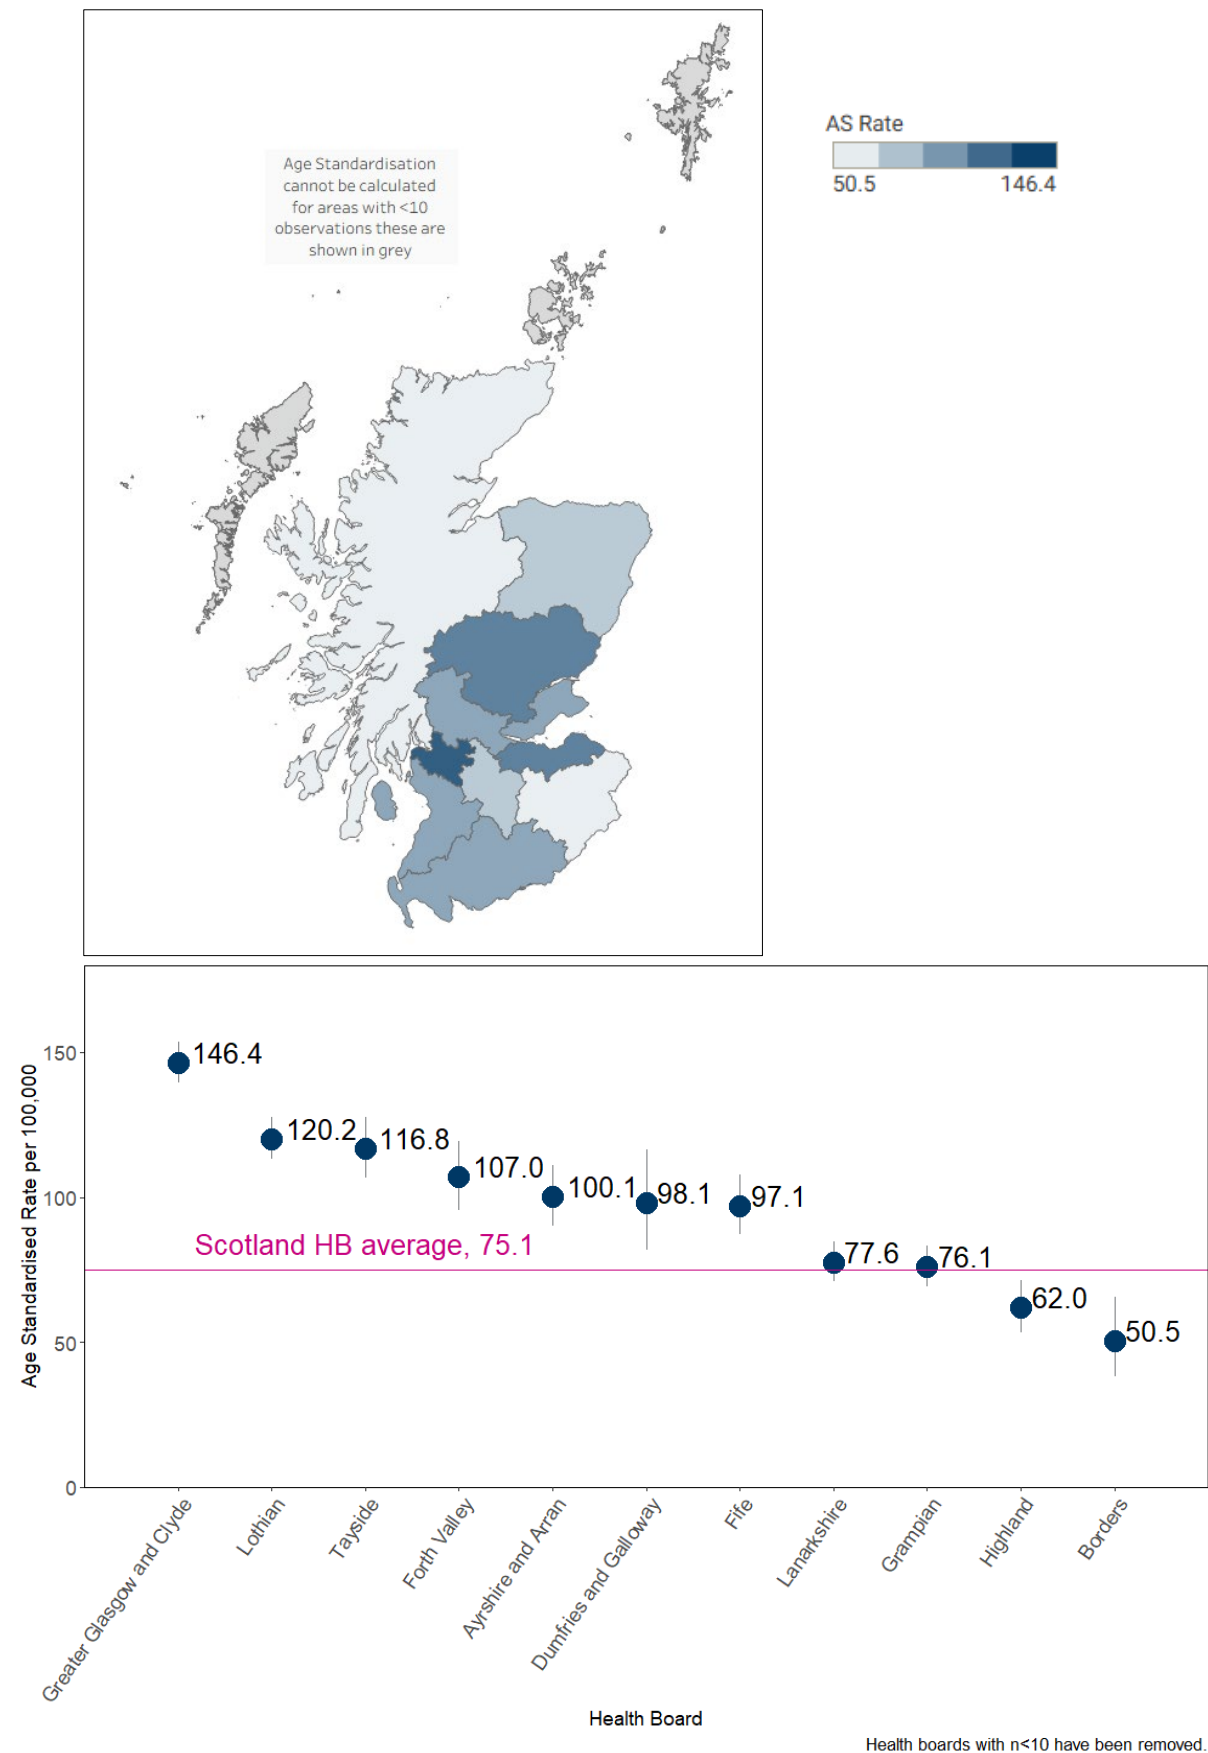 Age Standardisation
cannot be calculated
for areas with <10
observations these are
shown in grey
AS Rate
50.5 146.4
Age Standardised Rate per 100,000
150
100
50
0
146.4
120.2
116.8
107.0
100.1
98.1
97.1
77.6
76.1
62.0
50.5
Scotland HB average, 75.1
Greater Glasgow and Clyde
Lothian
Tayside
Forth Valley
Ayrshire and Arran
Dumfries and Galloway
Fife
Lanarkshire
Grampian
Highland
Borders
Health Board
Health boards with n<10 have been removed.